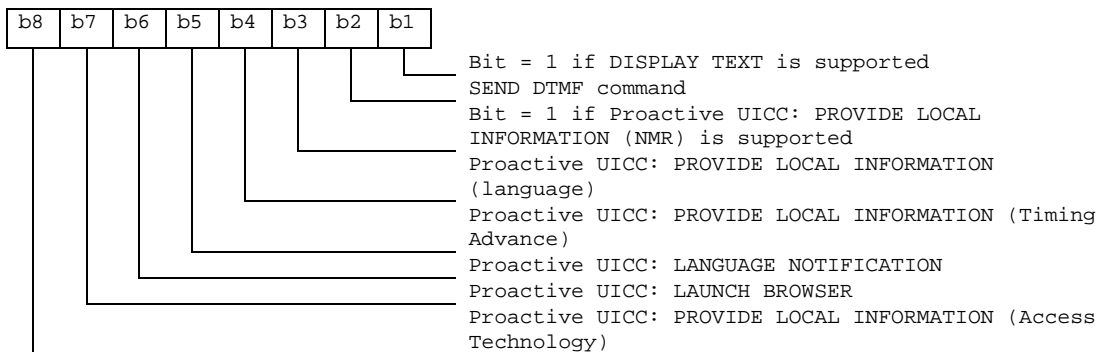 b8 b7 b6 b5 b4 b3 b2 b1
Bit = 1 if DISPLAY TEXT is supported
SEND DTMF command
Bit = 1 if Proactive UICC: PROVIDE LOCAL
INFORMATION (NMR) is supported
Proactive UICC: PROVIDE LOCAL INFORMATION
(language)
Proactive UICC: PROVIDE LOCAL INFORMATION (Timing
Advance)
Proactive UICC: LANGUAGE NOTIFICATION
Proactive UICC: LAUNCH BROWSER
Proactive UICC: PROVIDE LOCAL INFORMATION (Access
Technology)